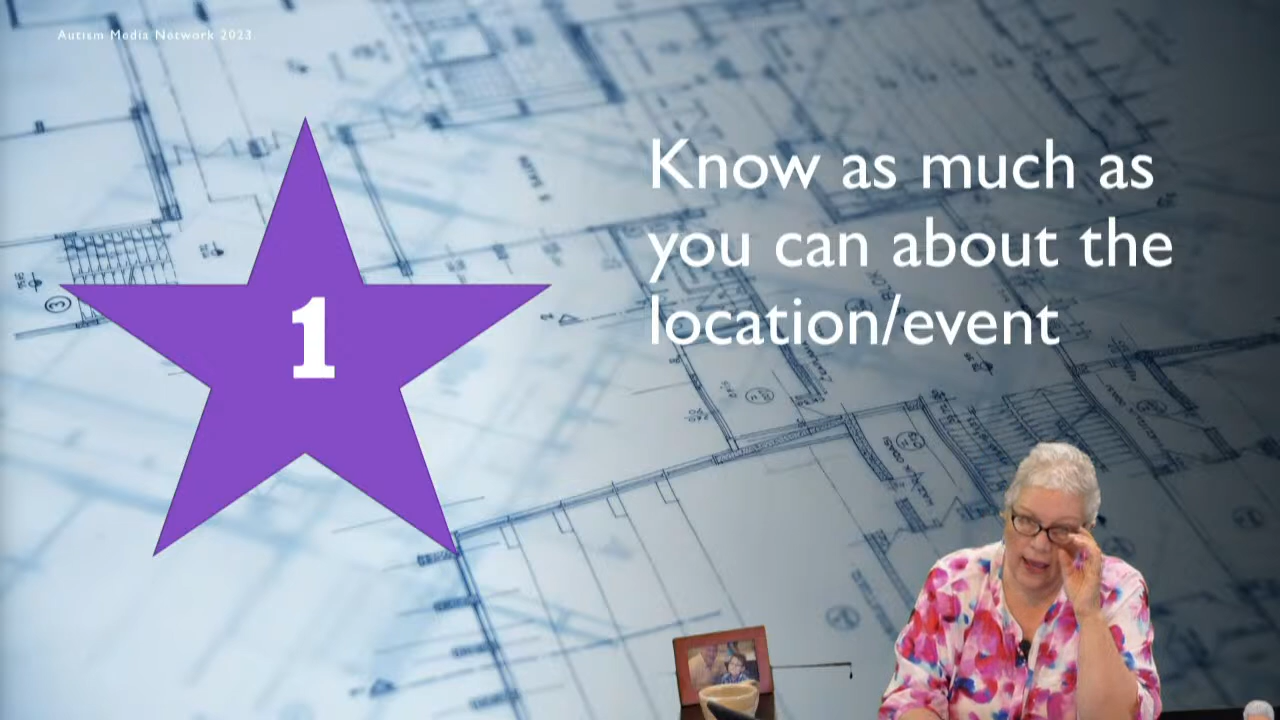 Autism Media Network 2023
1
Know as much as
you can about the
location/event